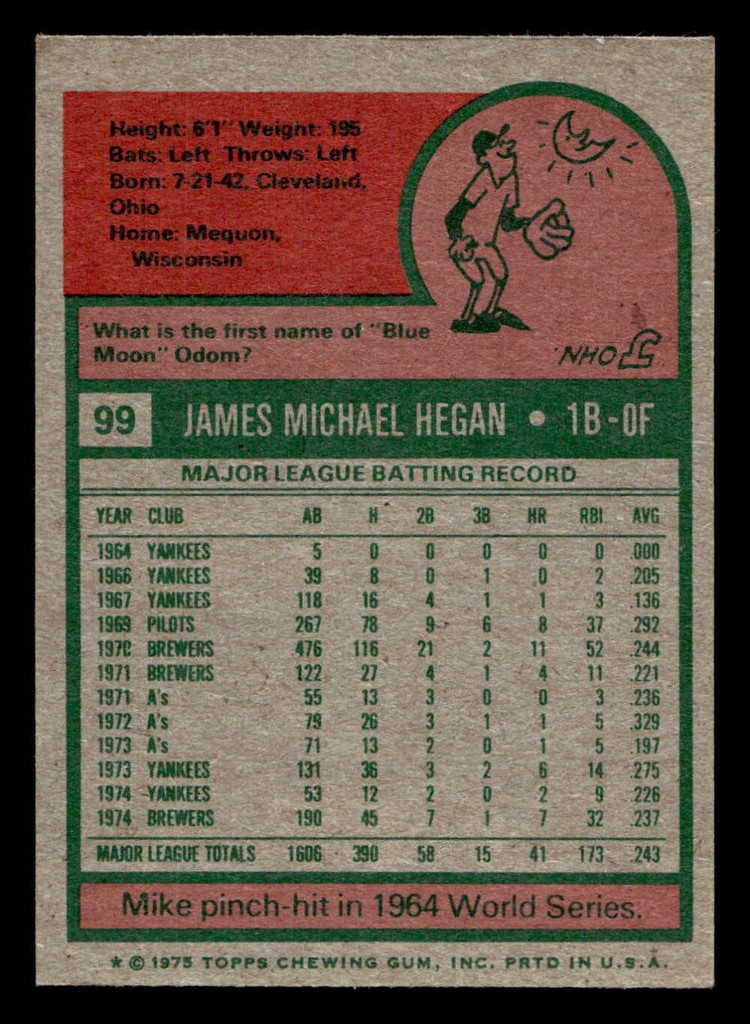 Height: 6'1" Weight: 195
Bats: Left Throws: Left
Born: 7-21-42, Cleveland,
Ohio
Home: Mequon,
Wisconsin
What is the first name of "Blue
Moon" Odom?
JOHN.
99 JAMES MICHAEL HEGAN • 1B-OF
MAJOR LEAGUE BATTING RECORD
YEAR CLUB AB H 2B 3B HR RBI AVG
1964 YANKEES 5 0 0 0 0 0 .000
1966 YANKEES 39 8 0 1 0 2 .205
1967 YANKEES 118 16 4 1 1 3 .136
1969 PILOTS 267 78 9 6 8 37 .292
1970 BREWERS 476 116 21 2 11 52 .244
1971 BREWERS 122 27 4 1 4 11 .221
1971 A's 55 13 3 0 0 3 .236
1972 A's 79 26 3 1 1 5 .329
1973 A's 71 13 2 0 1 5 .197
1973 YANKEES 131 36 3 2 6 14 .275
1974 YANKEES 53 12 2 0 2 9 .226
1974 BREWERS 190 45 7 1 7 32 .237
MAJOR LEAGUE TOTALS 1606 390 58 15 41 173 .243
Mike pinch-hit in 1964 World Series.
* © 1975 TOPPS CHEWING GUM, INC. PRTD IN U.S.A.